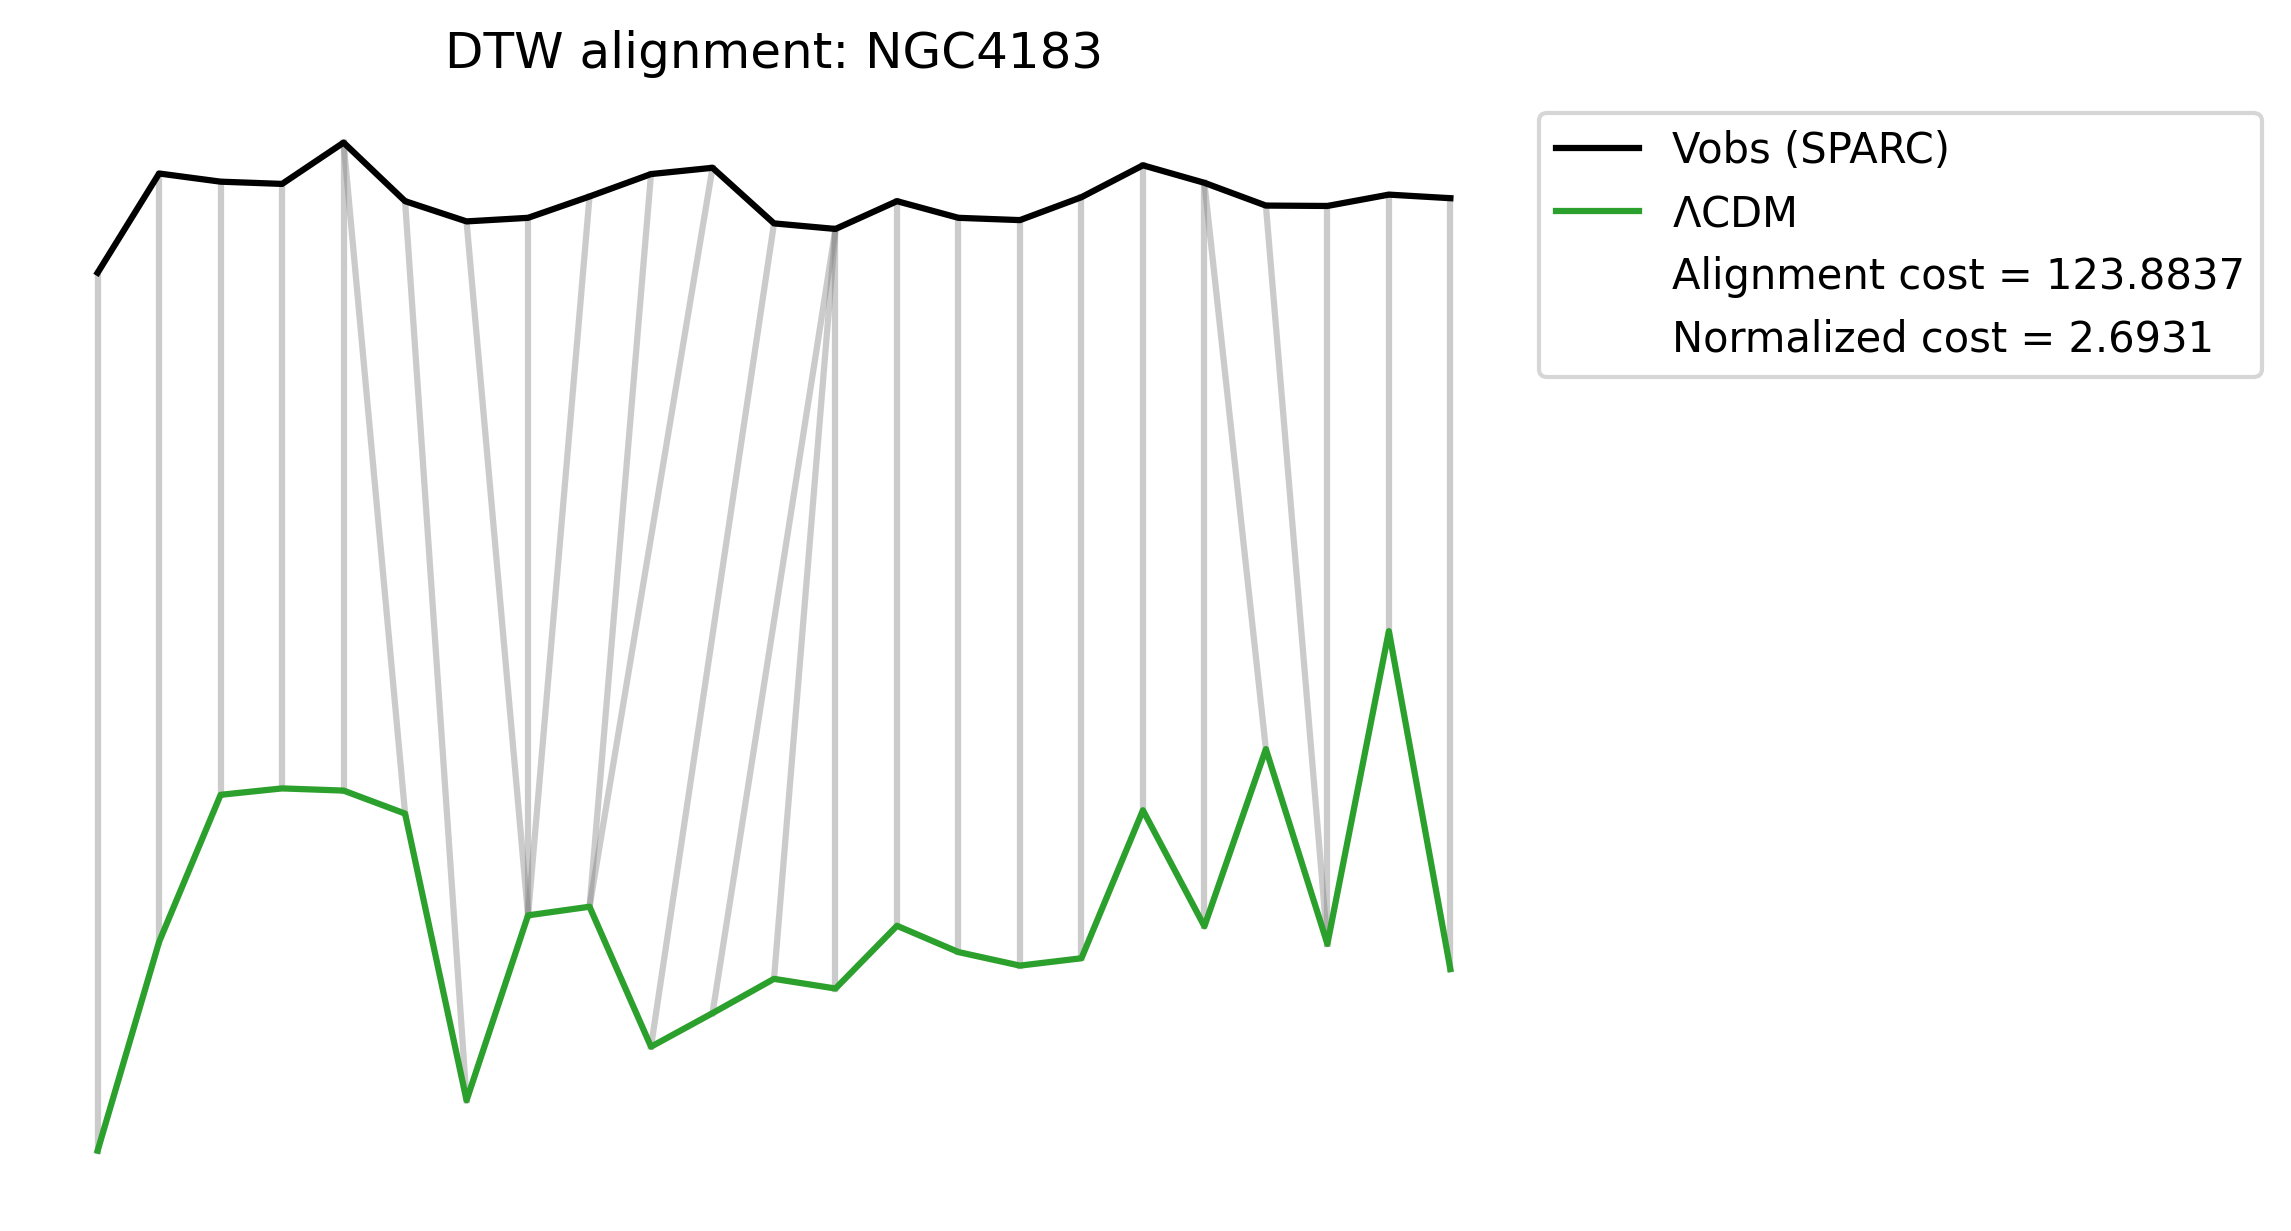 DTW alignment: NGC4183
Vobs (SPARC)
ΛCDM
Alignment cost = 123.8837
Normalized cost = 2.6931